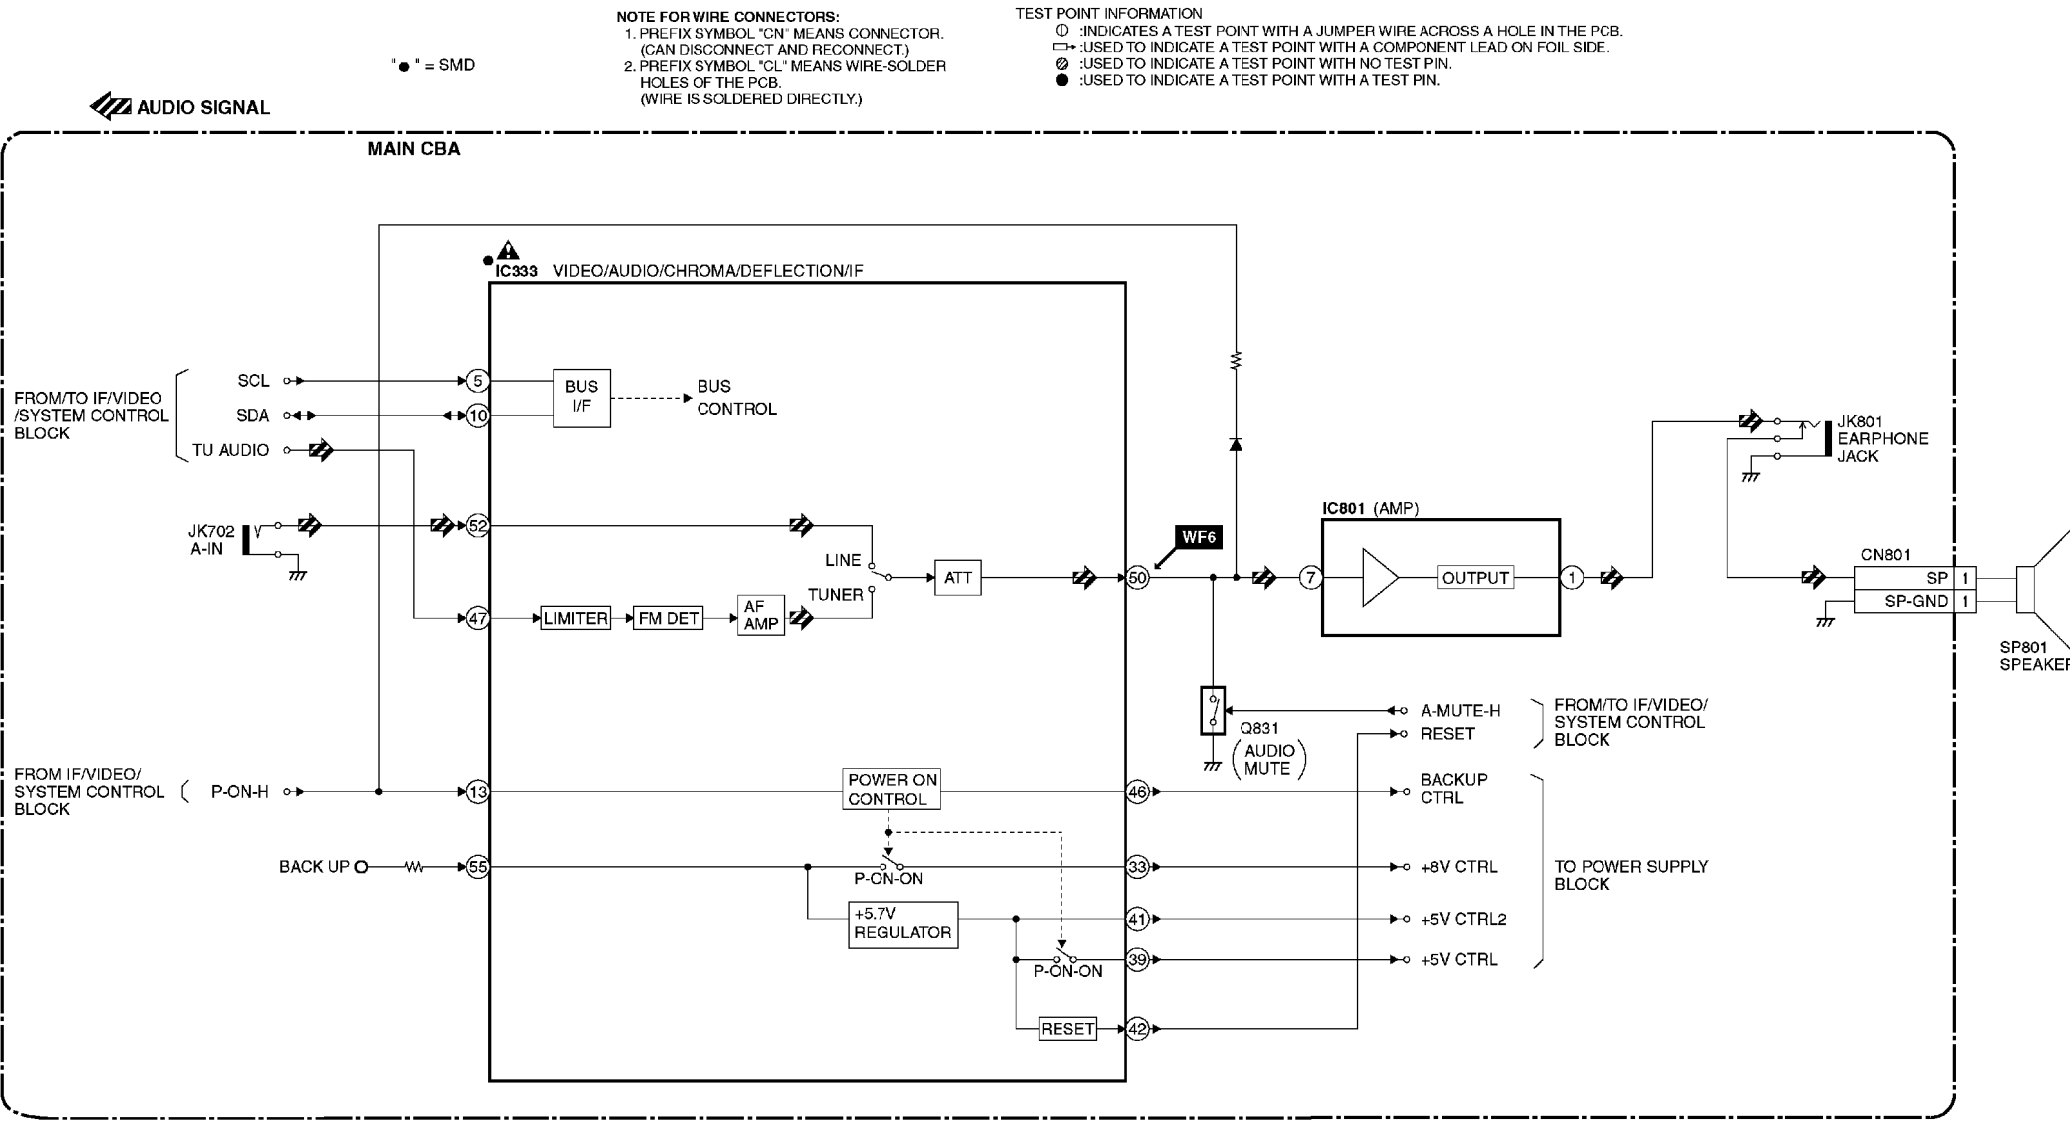 NOTE FOR WIRE CONNECTORS:
1. PREFIX SYMBOL "CN" MEANS CONNECTOR.
(CAN DISCONNECT AND RECONNECT.)
2. PREFIX SYMBOL "CL" MEANS WIRE-SOLDER
HOLES OF THE PCB.
(WIRE IS SOLDERED DIRECTLY.)
TEST POINT INFORMATION
:INDICATES A TEST POINT WITH A JUMPER WIRE ACROSS A HOLE IN THE PCB.
:USED TO INDICATE A TEST POINT WITH A COMPONENT LEAD ON FOIL SIDE.
:USED TO INDICATE A TEST POINT WITH NO TEST PIN.
:USED TO INDICATE A TEST POINT WITH A TEST PIN.
"●" = SMD
AUDIO SIGNAL
MAIN CBA
IC333 VIDEO/AUDIO/CHROMA/DEFLECTION/IF
FROM/TO IF/VIDEO
/SYSTEM CONTROL
BLOCK
SCL
SDA
TU AUDIO
5
10
BUS
I/F
BUS
CONTROL
JK702
A-IN
52
47
LIMITER
FM DET
AF
AMP
LINE
TUNER
ATT
50
WF6
IC801 (AMP)
7
OUTPUT
1
JK801
EARPHONE
JACK
CN801
SP 1
SP-GND 1
SP801
SPEAKER
Q831
(AUDIO
MUTE)
A-MUTE-H
RESET
FROM/TO IF/VIDEO/
SYSTEM CONTROL
BLOCK
FROM IF/VIDEO/
SYSTEM CONTROL
BLOCK
P-ON-H
13
POWER ON
CONTROL
46
BACKUP
CTRL
BACK UP
55
P-ON-ON
33
+8V CTRL
TO POWER SUPPLY
BLOCK
+5.7V
REGULATOR
41
+5V CTRL2
P-ON-ON
39
+5V CTRL
RESET
42